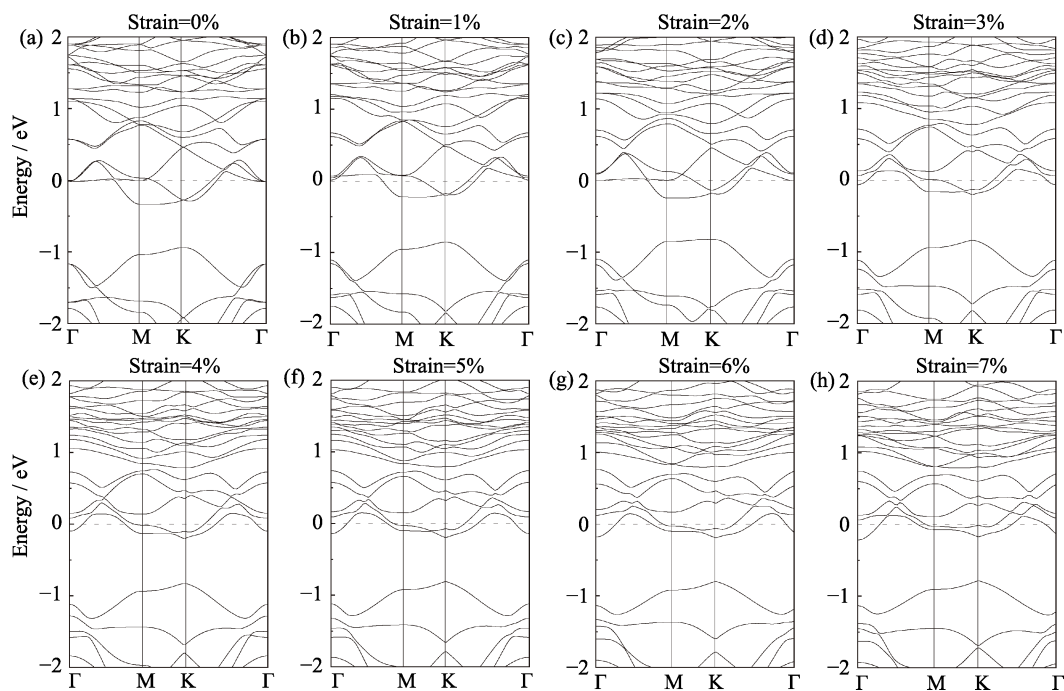 Strain=0% Strain=1% Strain=2% Strain=3%
(a) (b) (c) (d)
2 2 2 2
1 1 1 1
0 0 0 0
−1 −1 −1 −1
−2 −2 −2 −2
Energy / eV
Γ M K Γ Γ M K Γ Γ M K Γ Γ M K Γ
Strain=4% Strain=5% Strain=6% Strain=7%
(e) (f) (g) (h)
2 2 2 2
1 1 1 1
0 0 0 0
−1 −1 −1 −1
−2 −2 −2 −2
Energy / eV
Γ M K Γ Γ M K Γ Γ M K Γ Γ M K Γ